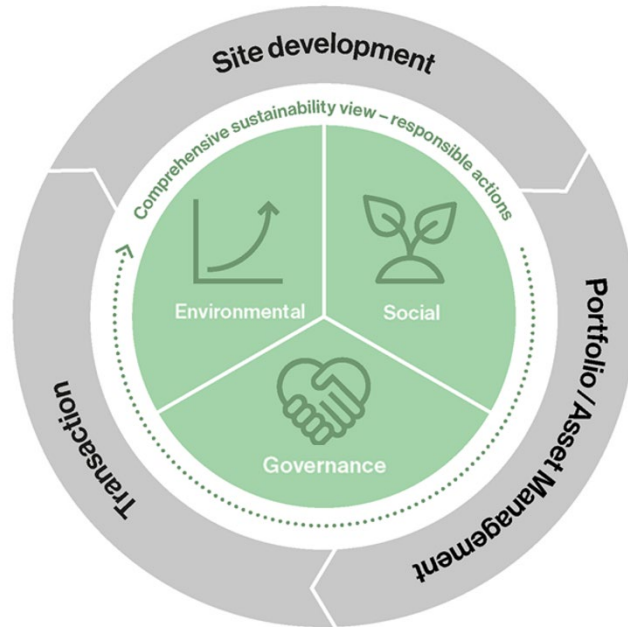 Site development
Comprehensive sustainability view – responsible actions
Environmental
Social
Governance
Portfolio / Asset Management
Transaction